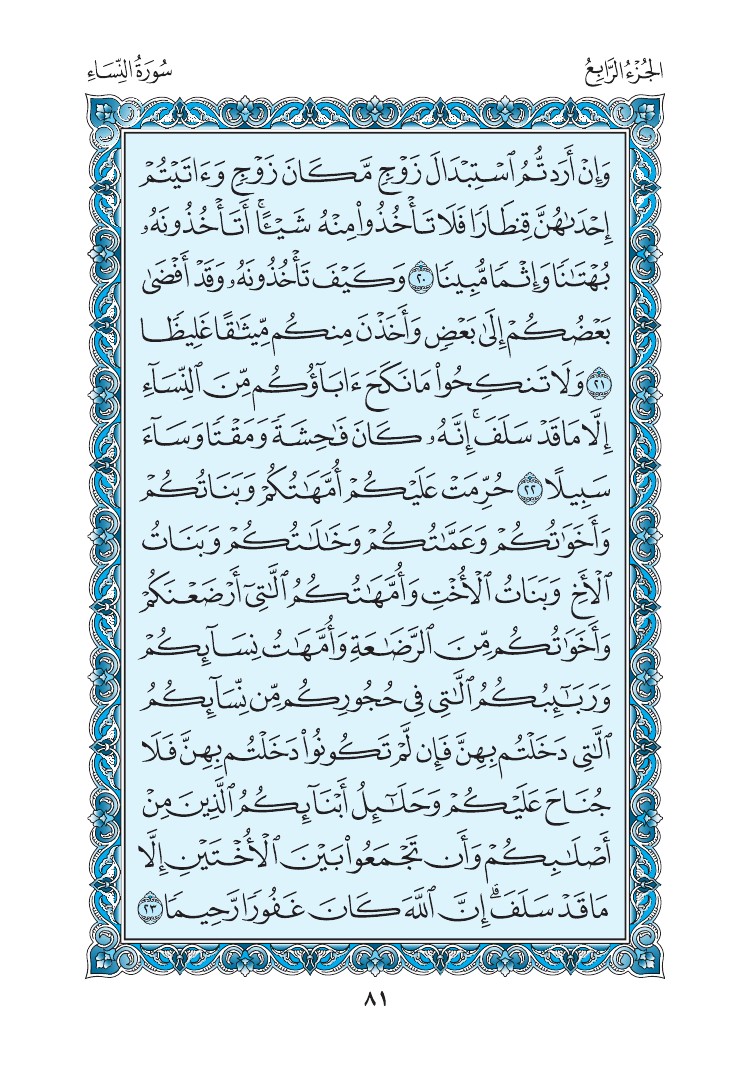 الجُزْءُ الرَّابِعُ
سُورَةُ النِّسَاءِ
وَإِنْ أَرَدتُّمُ ٱسْتِبْدَالَ زَوْجٍ مَّكَانَ زَوْجٍ وَءَاتَيْتُمْ
إِحْدَىٰهُنَّ قِنطَارًا فَلَا تَأْخُذُوا۟ مِنْهُ شَيْـًٔا ۚ أَتَأْخُذُونَهُۥ
بُهْتَـٰنًا وَإِثْمًا مُّبِينًا ٢٠ وَكَيْفَ تَأْخُذُونَهُۥ وَقَدْ أَفْضَىٰ
بَعْضُكُمْ إِلَىٰ بَعْضٍ وَأَخَذْنَ مِنكُم مِّيثَـٰقًا غَلِيظًا
٢١ وَلَا تَنكِحُوا۟ مَا نَكَحَ ءَابَآؤُكُم مِّنَ ٱلنِّسَآءِ
إِلَّا مَا قَدْ سَلَفَ ۚ إِنَّهُۥ كَانَ فَـٰحِشَةً وَمَقْتًا وَسَآءَ
سَبِيلًا ٢٢ حُرِّمَتْ عَلَيْكُمْ أُمَّهَـٰتُكُمْ وَبَنَاتُكُمْ
وَأَخَوَٰتُكُمْ وَعَمَّـٰتُكُمْ وَخَـٰلَـٰتُكُمْ وَبَنَاتُ
ٱلْأَخِ وَبَنَاتُ ٱلْأُخْتِ وَأُمَّهَـٰتُكُمُ ٱلَّـٰتِىٓ أَرْضَعْنَكُمْ
وَأَخَوَٰتُكُم مِّنَ ٱلرَّضَـٰعَةِ وَأُمَّهَـٰتُ نِسَآئِكُمْ
وَرَبَـٰٓئِبُكُمُ ٱلَّـٰتِى فِى حُجُورِكُم مِّن نِّسَآئِكُمُ
ٱلَّـٰتِى دَخَلْتُم بِهِنَّ فَإِن لَّمْ تَكُونُوا۟ دَخَلْتُم بِهِنَّ فَلَا
جُنَاحَ عَلَيْكُمْ وَحَلَـٰٓئِلُ أَبْنَآئِكُمُ ٱلَّذِينَ مِنْ
أَصْلَـٰبِكُمْ وَأَن تَجْمَعُوا۟ بَيْنَ ٱلْأُخْتَيْنِ إِلَّا
مَا قَدْ سَلَفَ ۗ إِنَّ ٱللَّهَ كَانَ غَفُورًا رَّحِيمًا ٢٣
٨١